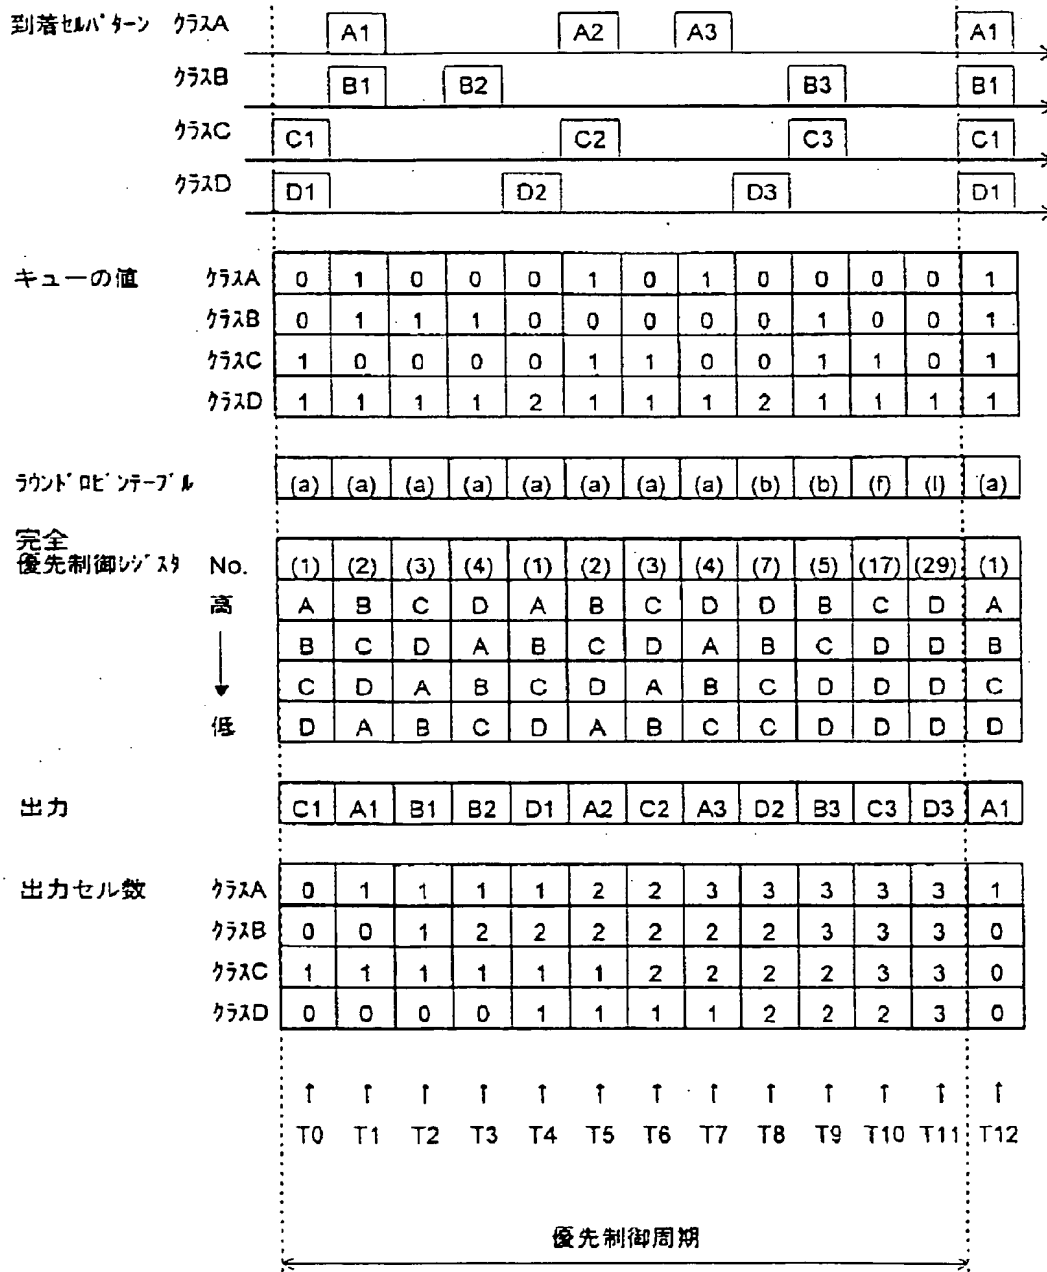 到着セルパターン クラスA A1 A2 A3 A1
クラスB B1 B2 B3 B1
クラスC C1 C2 C3 C1
クラスD D1 D2 D3 D1
キューの値 クラスA 0 1 0 0 0 1 0 1 0 0 0 0 1
クラスB 0 1 1 1 0 0 0 0 0 1 0 0 1
クラスC 1 0 0 0 0 1 1 0 0 1 1 0 1
クラスD 1 1 1 1 2 1 1 1 2 1 1 1 1
ラウンドロビンテーブル (a) (a) (a) (a) (a) (a) (a) (a) (b) (b) (f) (l) (a)
完全
優先制御レジスタ No. (1) (2) (3) (4) (1) (2) (3) (4) (7) (5) (17) (29) (1)
高 A B C D A B C D D B C D A
B C D A B C D A B C D D B
C D A B C D A B C D D D C
低 D A B C D A B C C D D D D
出力 C1 A1 B1 B2 D1 A2 C2 A3 D2 B3 C3 D3 A1
出力セル数 クラスA 0 1 1 1 1 2 2 3 3 3 3 3 1
クラスB 0 0 1 2 2 2 2 2 2 3 3 3 0
クラスC 1 1 1 1 1 1 2 2 2 2 3 3 0
クラスD 0 0 0 0 1 1 1 1 2 2 2 3 0
↑ ↑ ↑ ↑ ↑ ↑ ↑ ↑ ↑ ↑ ↑ ↑ ↑
T0 T1 T2 T3 T4 T5 T6 T7 T8 T9 T10 T11 T12
優先制御周期